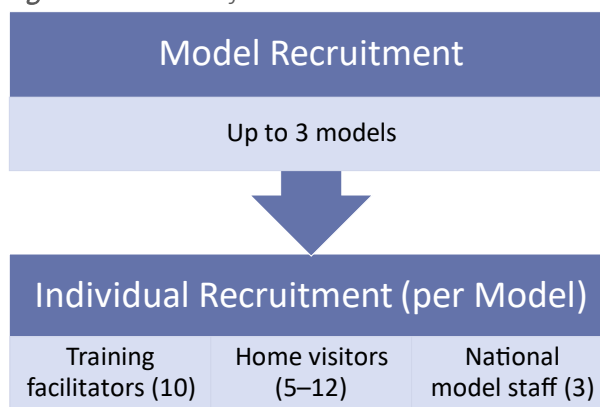 Model Recruitment
Up to 3 models
Individual Recruitment (per Model)
Training
facilitators (10)
Home visitors
(5–12)
National
model staff (3)